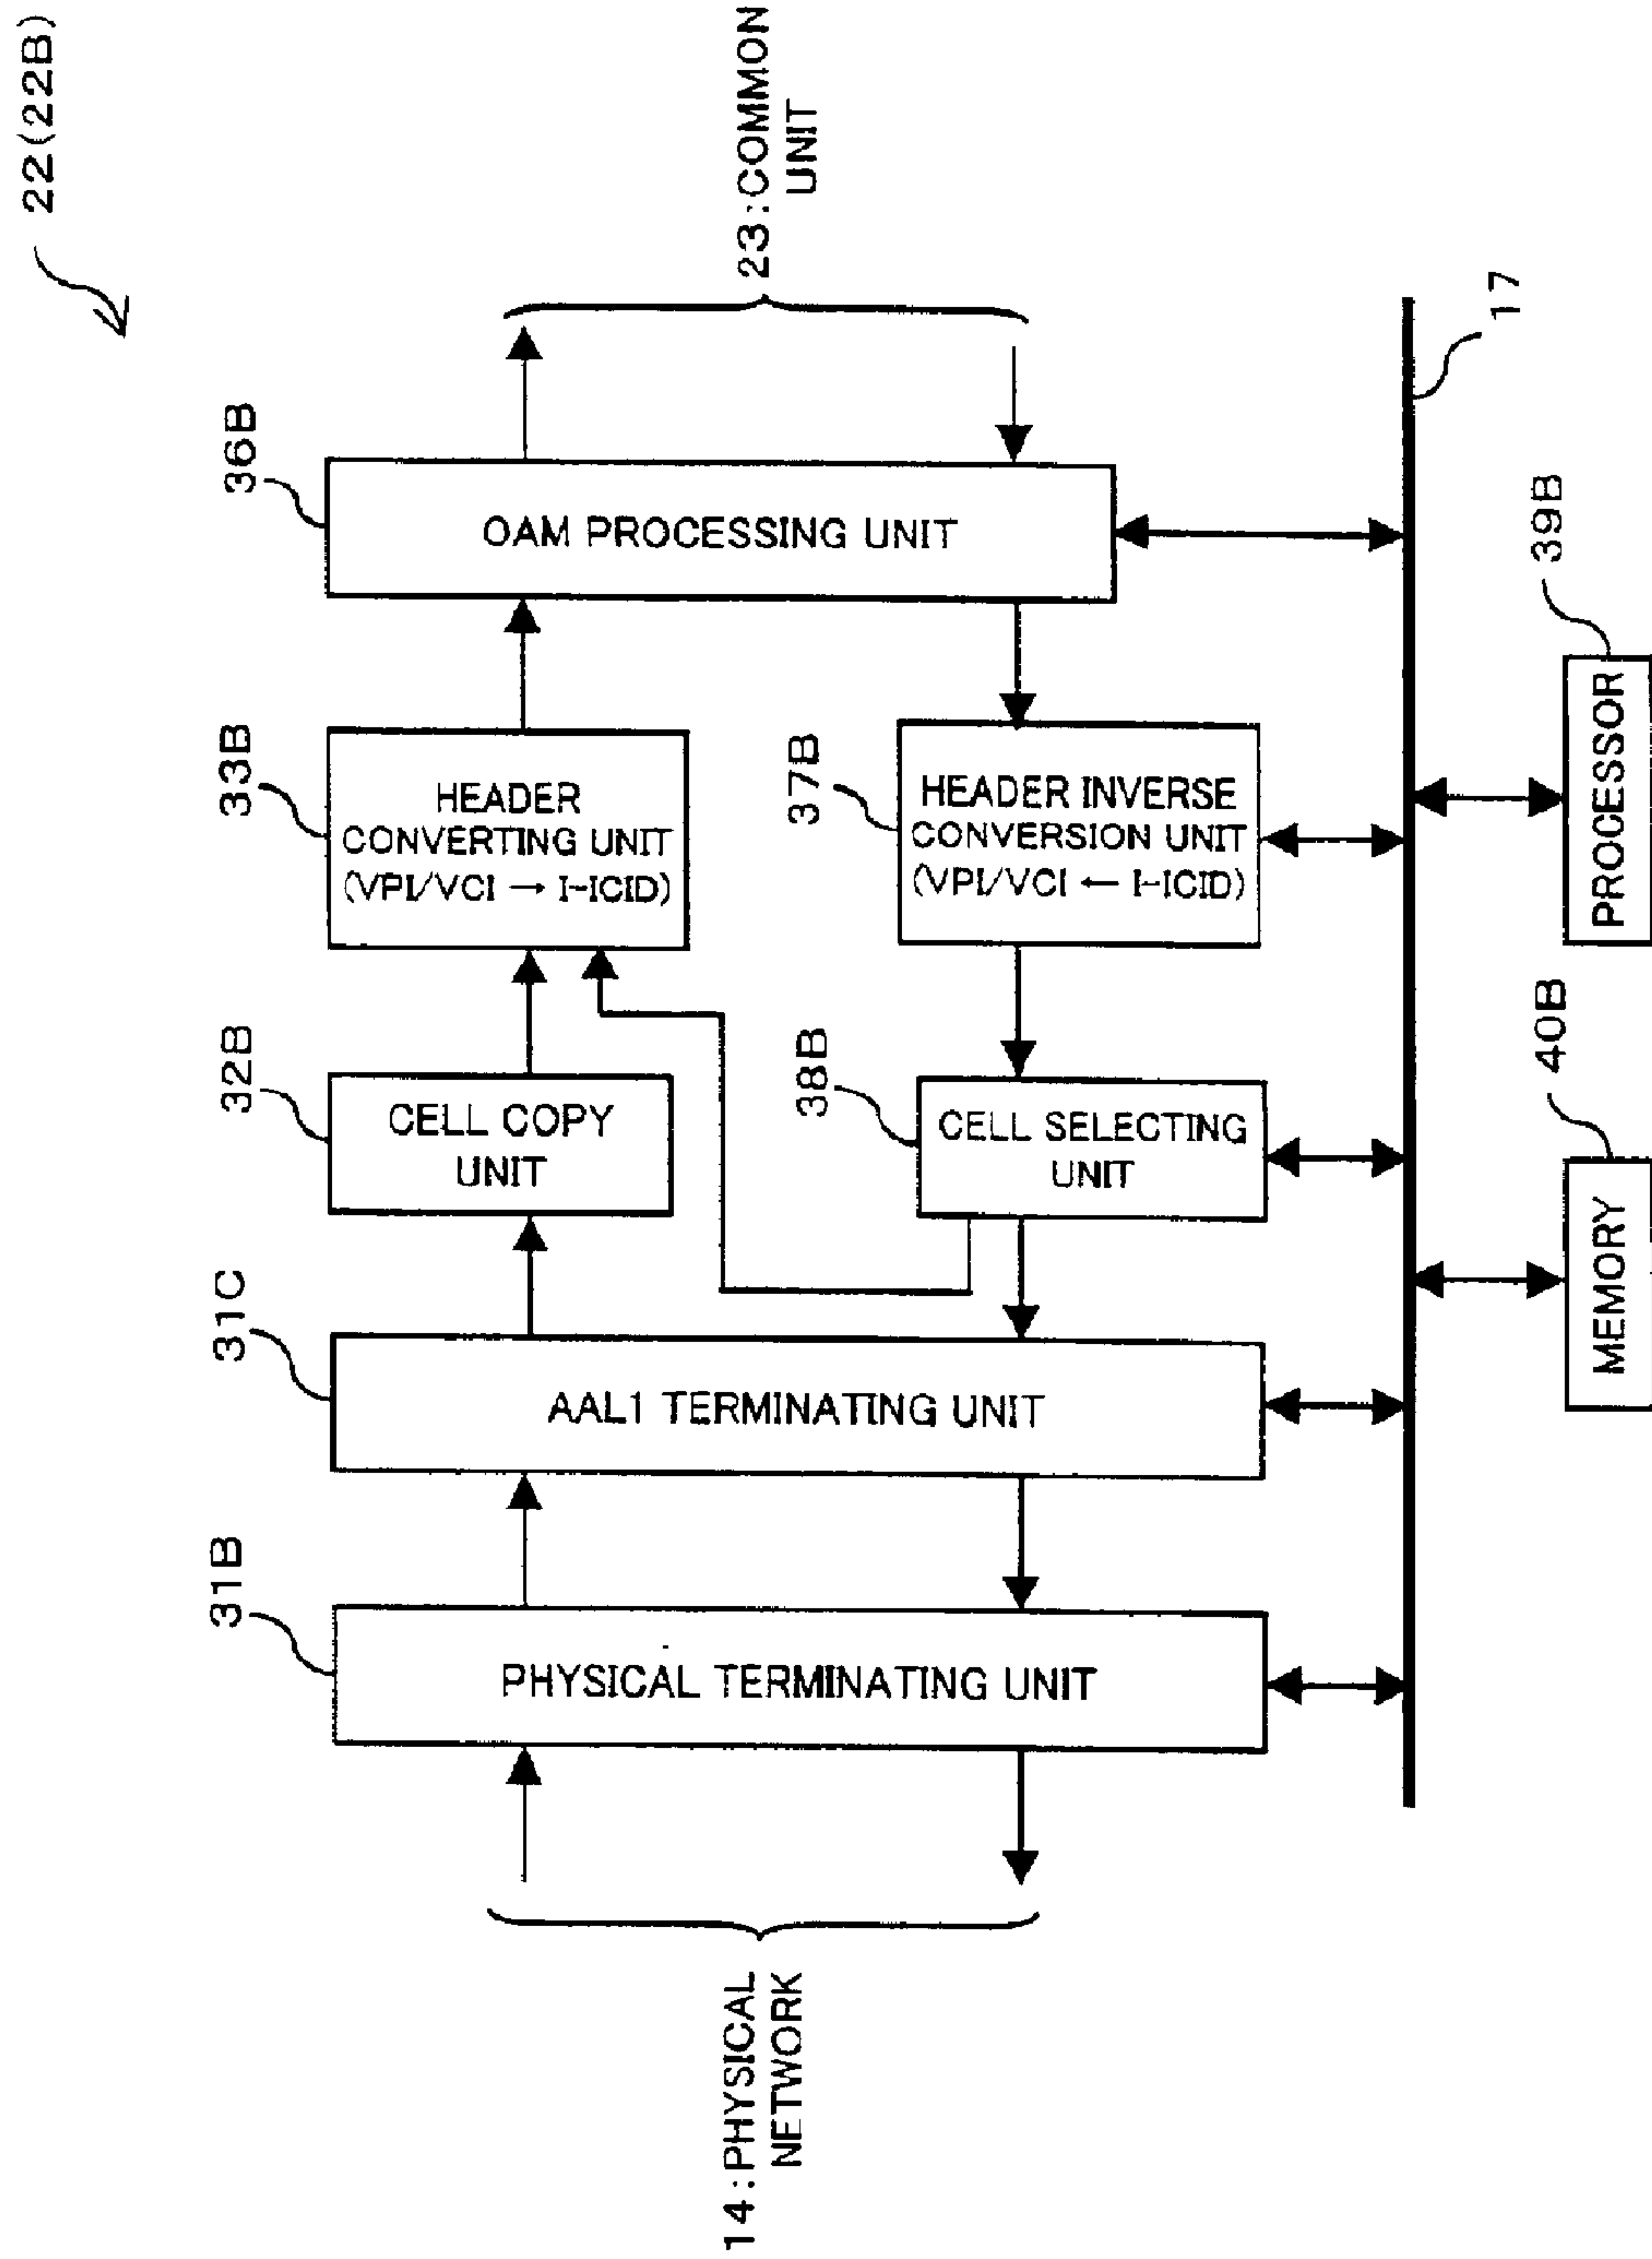 22(22B)
36B
OAM PROCESSING UNIT
23:COMMON
UNIT
33B
HEADER
CONVERTING UNIT
(VPI/VCI → I-ICID)
37B
HEADER INVERSE
CONVERSION UNIT
(VPI/VCI ← I-ICID)
32B
CELL COPY
UNIT
38B
CELL SELECTING
UNIT
31C
AAL1 TERMINATING UNIT
31B
PHYSICAL TERMINATING UNIT
14:PHYSICAL
NETWORK
17
39B
PROCESSOR
40B
MEMORY